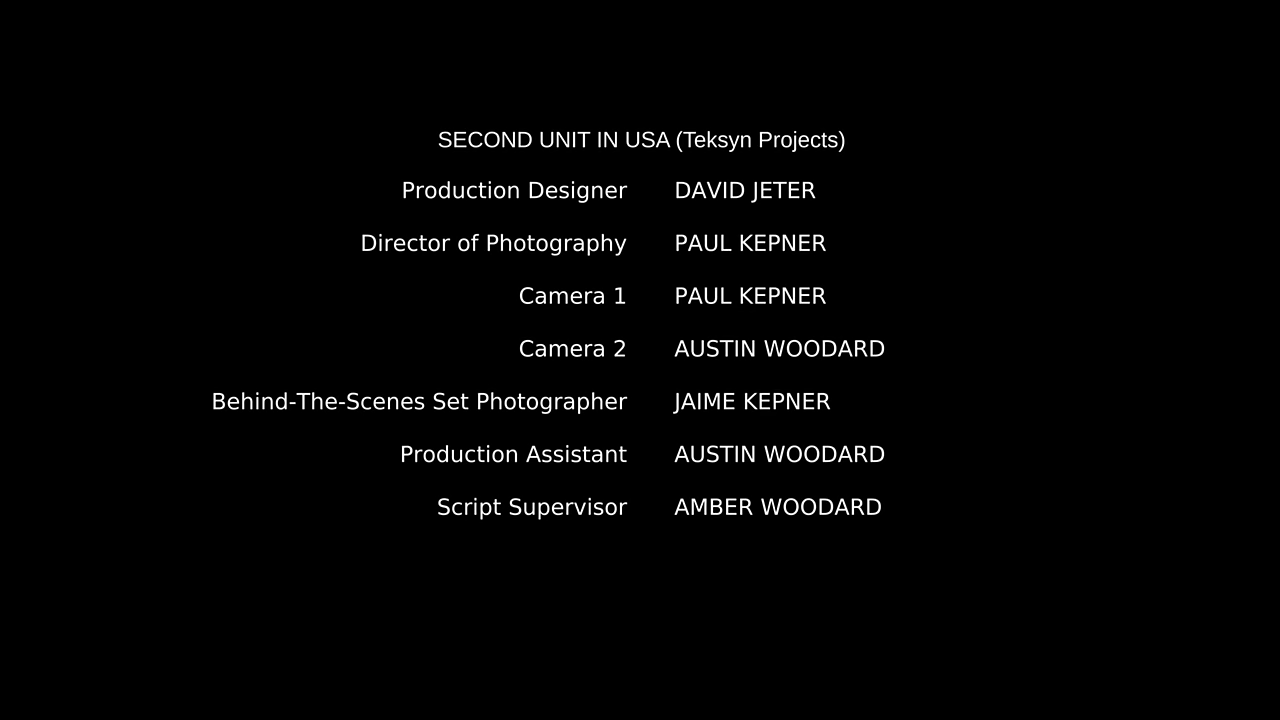 SECOND UNIT IN USA (Teksyn Projects)
Production Designer DAVID JETER
Director of Photography PAUL KEPNER
Camera 1 PAUL KEPNER
Camera 2 AUSTIN WOODARD
Behind-The-Scenes Set Photographer JAIME KEPNER
Production Assistant AUSTIN WOODARD
Script Supervisor AMBER WOODARD